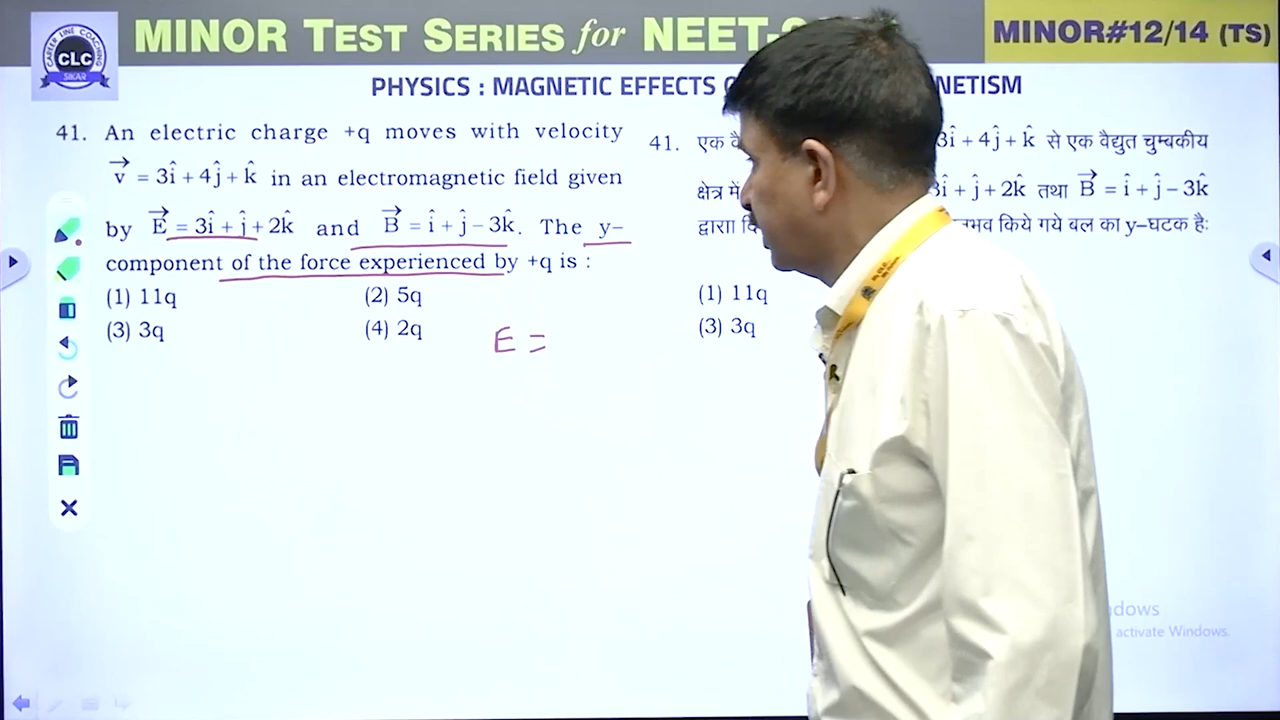 CAREER LINE COACHING
CLC
SIKAR
MINOR TEST SERIES for NEET-
MINOR#12/14 (TS)
PHYSICS : MAGNETIC EFFECTS NETISM
41. An electric charge +q moves with velocity
v⃗ = 3î + 4ĵ + k̂ in an electromagnetic field given
by E⃗ = 3î + ĵ + 2k̂ and B⃗ = î + ĵ − 3k̂. The y–
component of the force experienced by +q is :
(1) 11q (2) 5q
(3) 3q (4) 2q
E =
41. एक 3î + 4ĵ + k̂ से एक वैद्युत चुम्बकीय
क्षेत्र में 3î + ĵ + 2k̂ तथा B⃗ = î + ĵ − 3k̂
द्वारा किये गये बल का y–घटक है:
(1) 11q
(3) 3q
activate Windows.